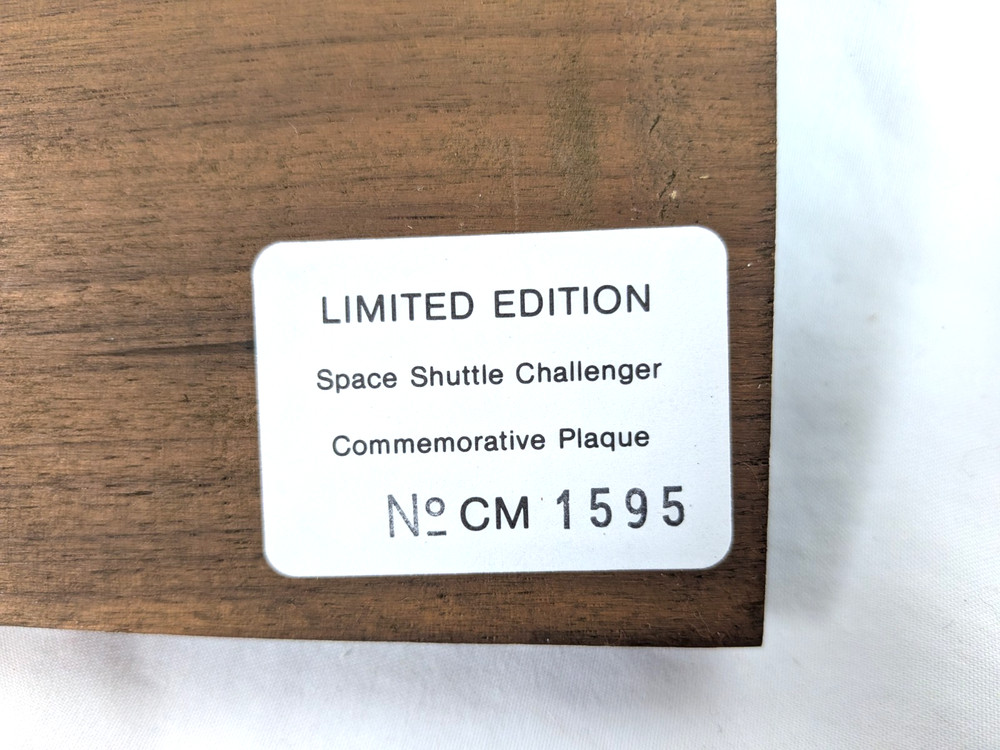 LIMITED EDITION
Space Shuttle Challenger
Commemorative Plaque
Nº CM 1595